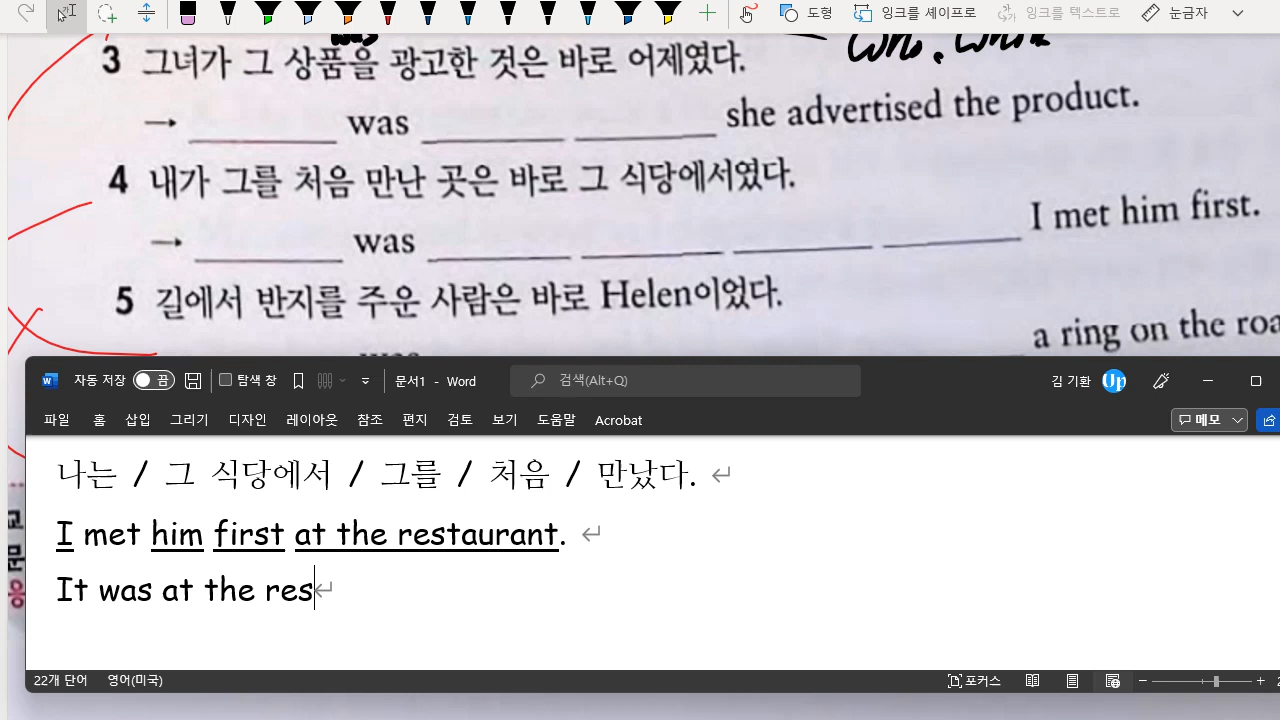 도형 잉크를 셰이프로 잉크를 텍스트로 눈금자
3 그녀가 그 상품을 광고한 것은 바로 어제였다.
→ ________ was ________ ________ she advertised the product.
4 내가 그를 처음 만난 곳은 바로 그 식당에서였다.
→ ________ was ________ ________ ________ ________ I met him first.
5 길에서 반지를 주운 사람은 바로 Helen이었다.
a ring on the roa
자동 저장 끔 탐색 창 문서1 - Word 검색(Alt+Q) 김 기환 Up
파일 홈 삽입 그리기 디자인 레이아웃 참조 편지 검토 보기 도움말 Acrobat 메모
나는 / 그 식당에서 / 그를 / 처음 / 만났다. ↵
I met him first at the restaurant. ↵
It was at the res↵
22개 단어 영어(미국) 포커스